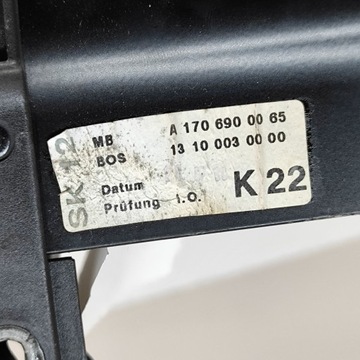 SK 12
MB A 170 690 00 65
BOS 13 10 003 00 00
Datum
Prüfung I.O. K 22